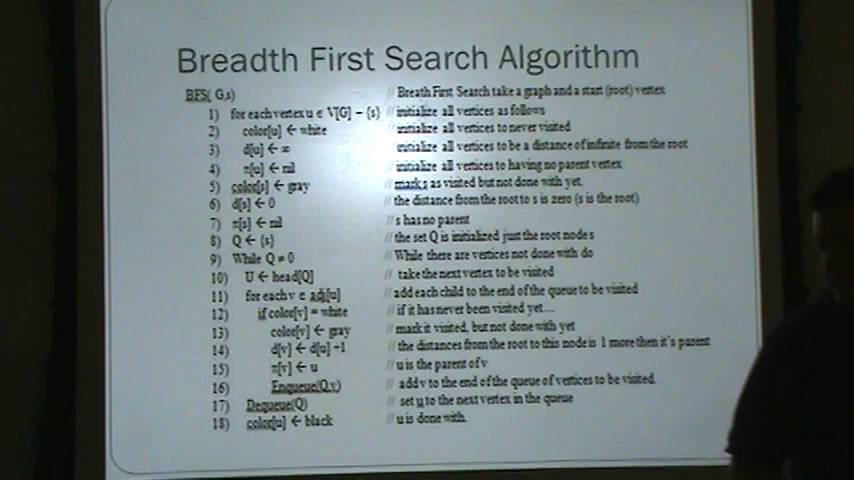 Breadth First Search Algorithm
BFS( G,s) // Breath First Search take a graph and a start (root) vertex
1) for each vertex u ∈ V[G] – {s} // initialize all vertices as follows
2) color[u] ← white // initialize all vertices to never visited
3) d[u] ← ∞ // initialize all vertices to be a distance of infinite from the root
4) π[u] ← nil // initialize all vertices to having no parent vertex
5) color[s] ← gray // mark s as visited but not done with yet.
6) d[s] ← 0 // the distance from the root to s is zero (s is the root)
7) π[s] ← nil // s has no parent
8) Q ← {s} // the set Q is initialized just the root node s
9) While Q ≠ 0 // While there are vertices not done with do
10) U ← head[Q] // take the next vertex to be visited
11) for each v ∈ adj[u] // add each child to the end of the queue to be visited
12) if color[v] = white // if it has never been visited yet....
13) color[v] ← gray // mark it visited, but not done with yet
14) d[v] ← d[u] +1 // the distances from the root to this node is 1 more then it's parent
15) π[v] ← u // u is the parent of v
16) Enqueue(Q,v) // add v to the end of the queue of vertices to be visited.
17) Dequeue(Q) // set u to the next vertex in the queue
18) color[u] ← black // u is done with.